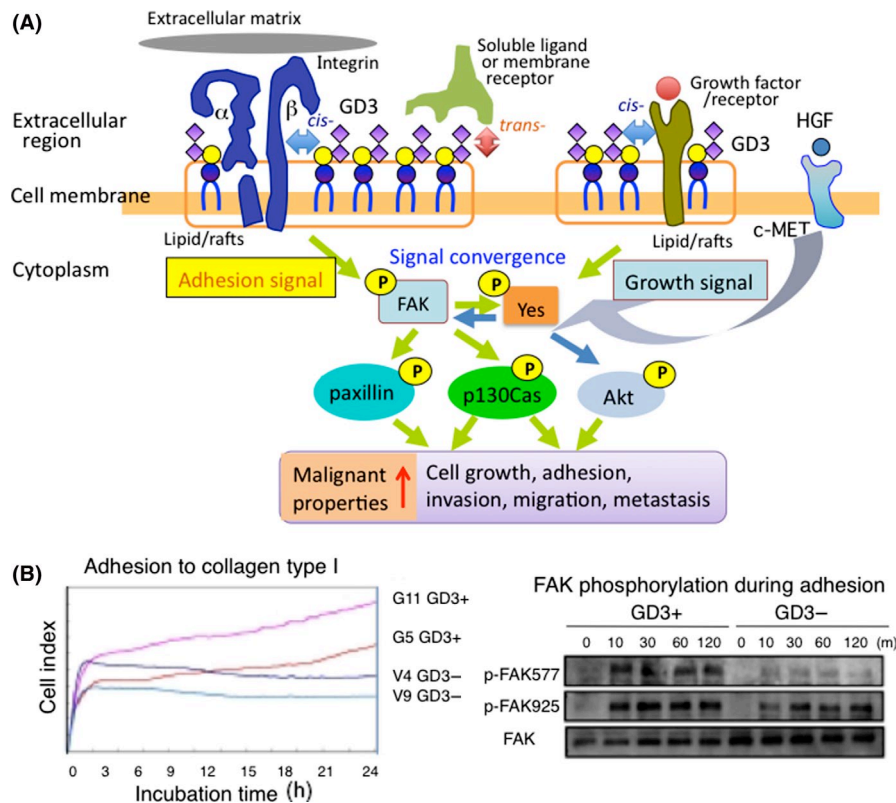 (A)
Extracellular matrix
Integrin
Soluble ligand
or membrane
receptor
Growth factor
/receptor
HGF
α
β
cis-
GD3
trans-
cis-
GD3
Extracellular
region
Cell membrane
Lipid/rafts
Lipid/rafts
c-MET
Cytoplasm
Signal convergence
Adhesion signal
Growth signal
P
FAK
P
Yes
paxillin
P
p130Cas
P
Akt
P
Malignant
properties
Cell growth, adhesion,
invasion, migration, metastasis
(B)
Adhesion to collagen type I
Cell index
G11 GD3+
G5 GD3+
V4 GD3−
V9 GD3−
0 3 6 9 12 15 18 21 24
Incubation time (h)
FAK phosphorylation during adhesion
GD3+ GD3−
0 10 30 60 120 0 10 30 60 120 (m)
p-FAK577
p-FAK925
FAK